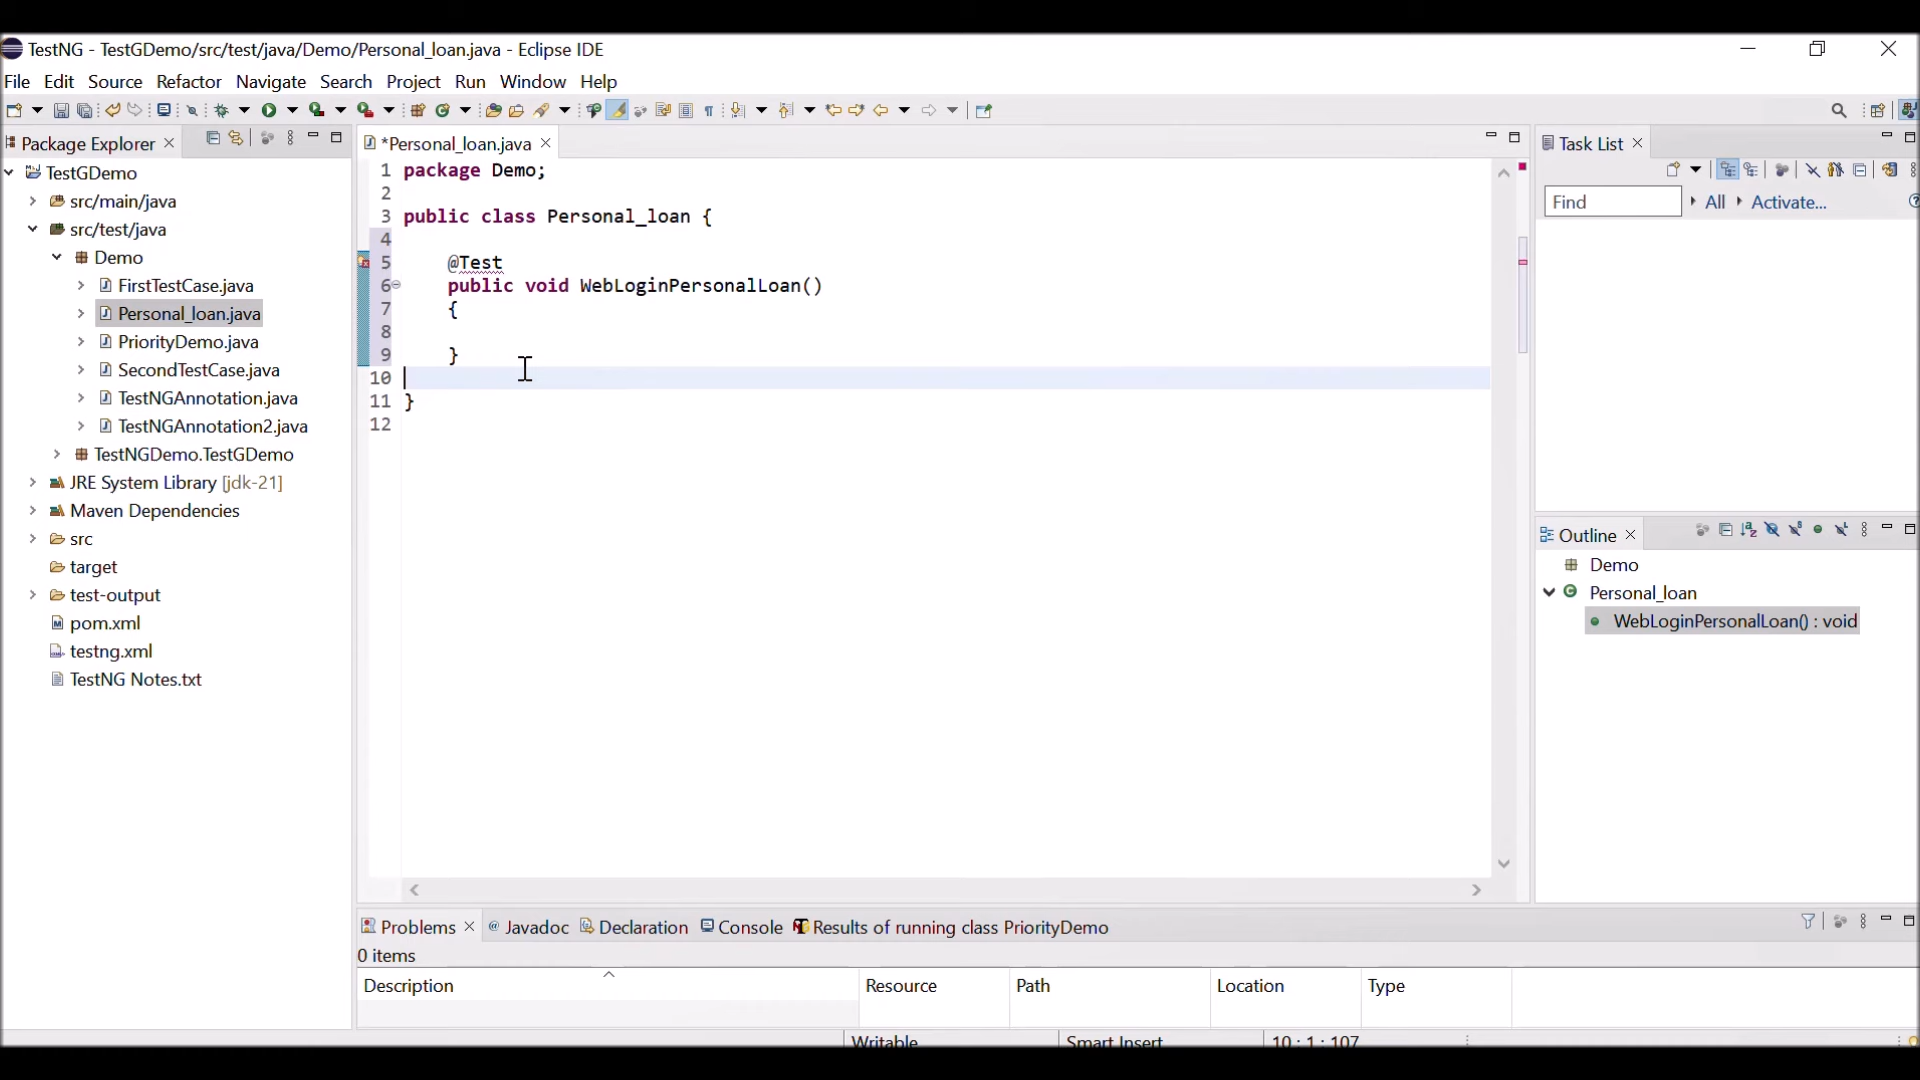 TestNG - TestGDemo/src/test/java/Demo/Personal_loan.java - Eclipse IDE
File Edit Source Refactor Navigate Search Project Run Window Help
Package Explorer
TestGDemo
src/main/java
src/test/java
Demo
FirstTestCase.java
Personal_loan.java
PriorityDemo.java
SecondTestCase.java
TestNGAnnotation.java
TestNGAnnotation2.java
TestNGDemo.TestGDemo
JRE System Library [jdk-21]
Maven Dependencies
src
target
test-output
pom.xml
testng.xml
TestNG Notes.txt
*Personal_loan.java
1 package Demo;
2
3 public class Personal_loan {
4
5 @Test
6 public void WebLoginPersonalLoan()
7 {
8
9 }
10
11 }
12
Task List
Find All Activate...
Outline
Demo
Personal_loan
WebLoginPersonalLoan() : void
Problems @ Javadoc Declaration Console Results of running class PriorityDemo
0 items
Description Resource Path Location Type
Writable Smart Insert 10 : 1 : 107